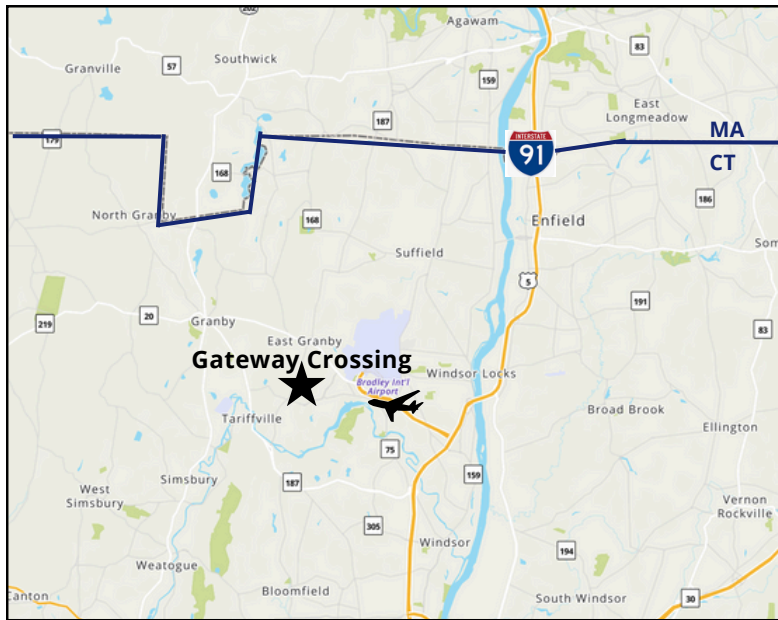 202
Agawam
Southwick
83
57
Granville
159
East
Longmeadow
187
MA
INTERSTATE
91
179
CT
168
186
North Granby
168
Enfield
Suffield
Som
5
191
20
219
Granby
83
East Granby
Gateway Crossing
Bradley Int'l
Airport
Windsor Locks
Broad Brook
Tariffville
Ellington
75
Simsbury
159
187
West
Simsbury
Vernon
Rockville
305
Windsor
194
Weatogue
Bloomfield
South Windsor
30
Canton